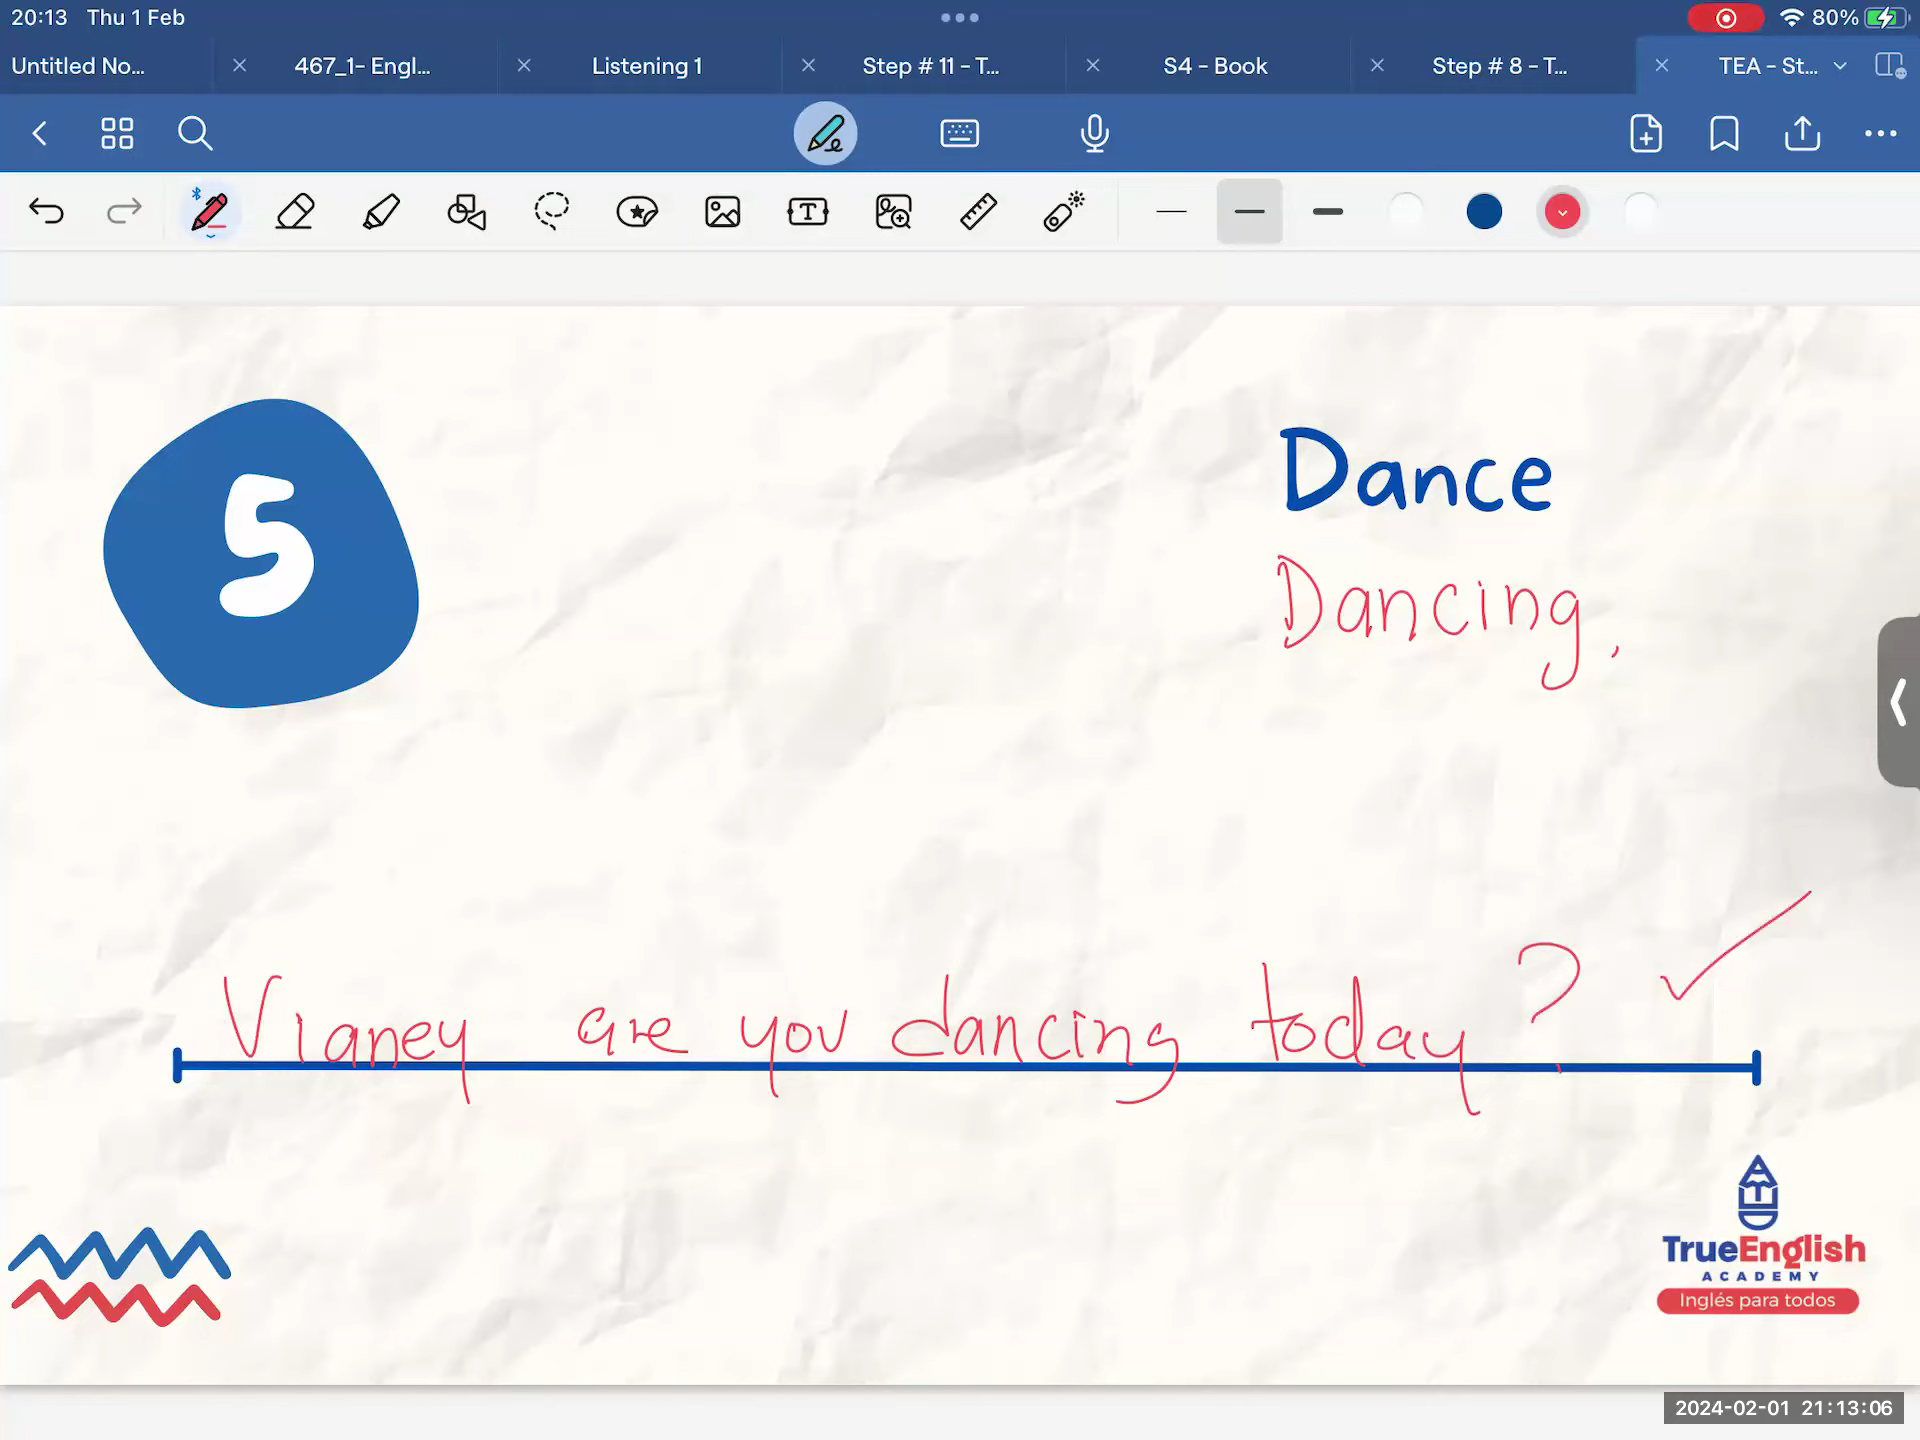 20:13 Thu 1 Feb
80%
Untitled No...
467_1- Engl...
Listening 1
Step # 11 - T...
S4 - Book
Step # 8 - T...
TEA - St...
5
Dance
Dancing,
Vianey are you dancing today?
TrueEnglish
ACADEMY
Inglés para todos
2024-02-01 21:13:06